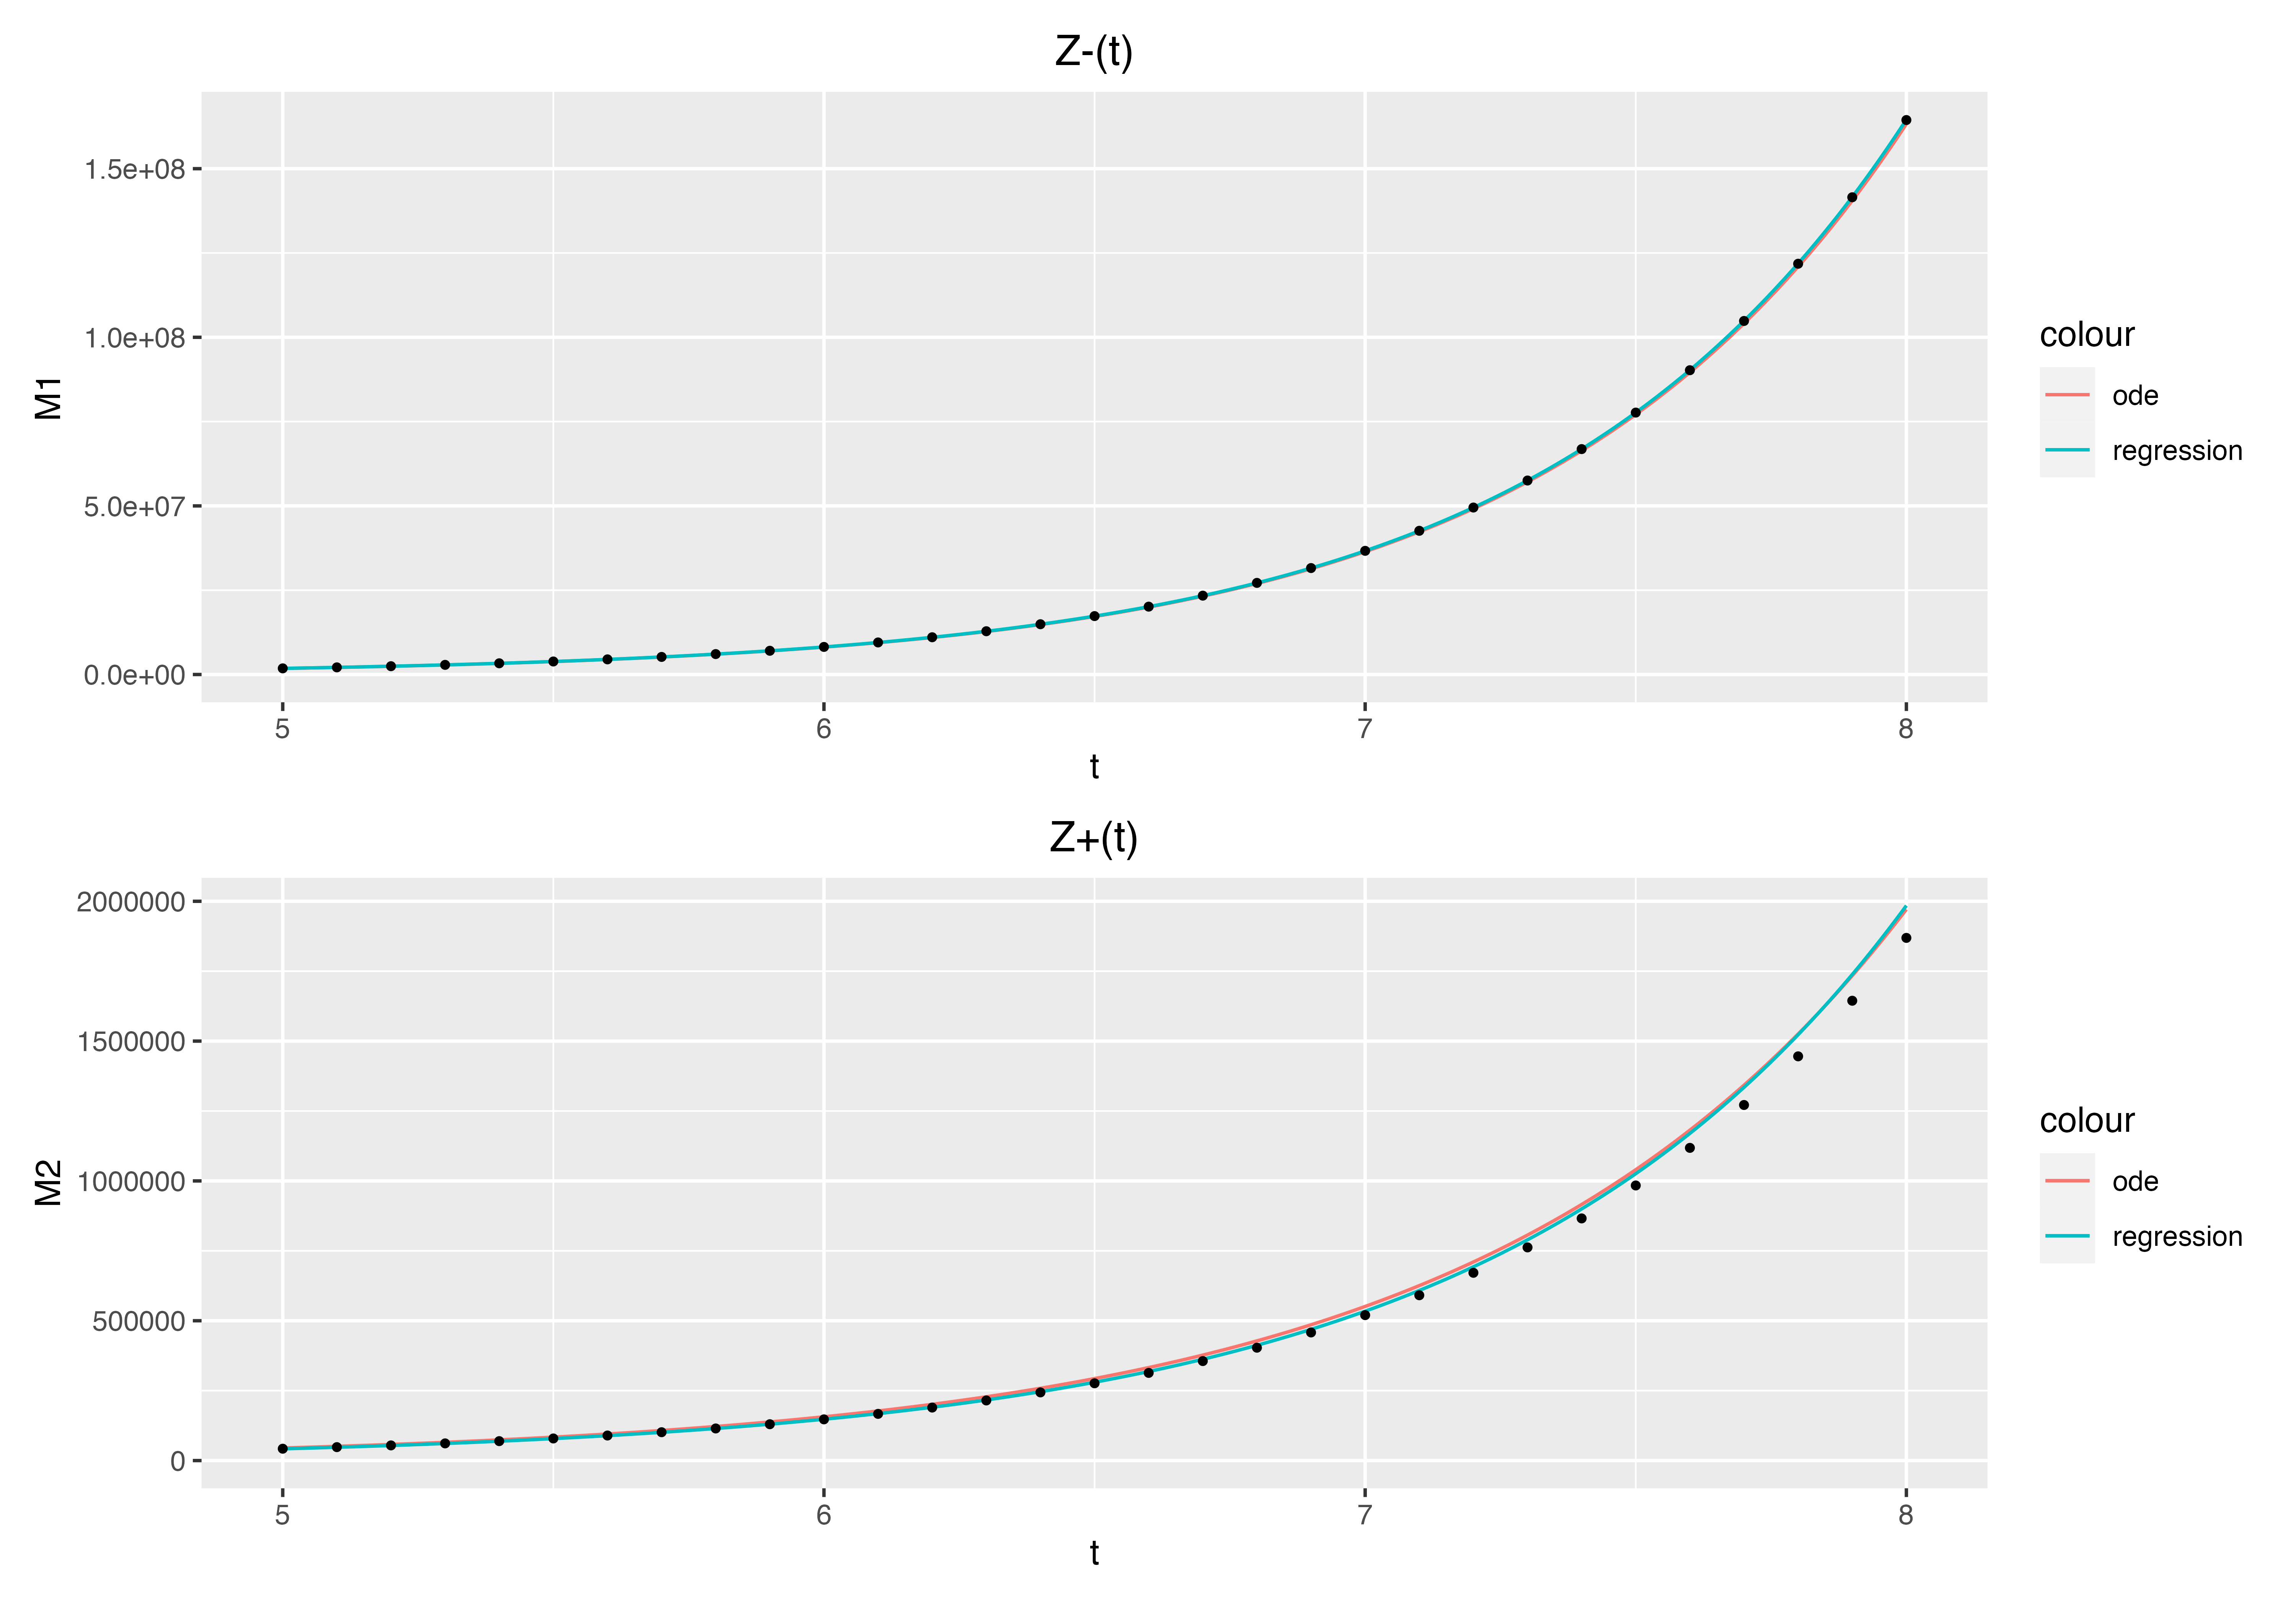 Z-(t)
M1
1.5e+08
1.0e+08
5.0e+07
0.0e+00
5 6 7 8
t
colour
ode
regression
Z+(t)
M2
2000000
1500000
1000000
500000
0
5 6 7 8
t
colour
ode
regression